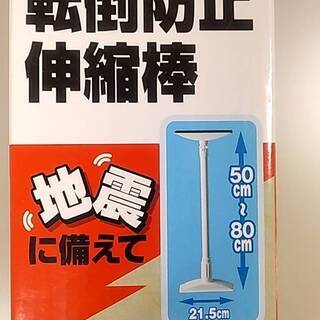 転倒防止
伸縮棒
地震
に備えて
50cm
~
80cm
21.5cm